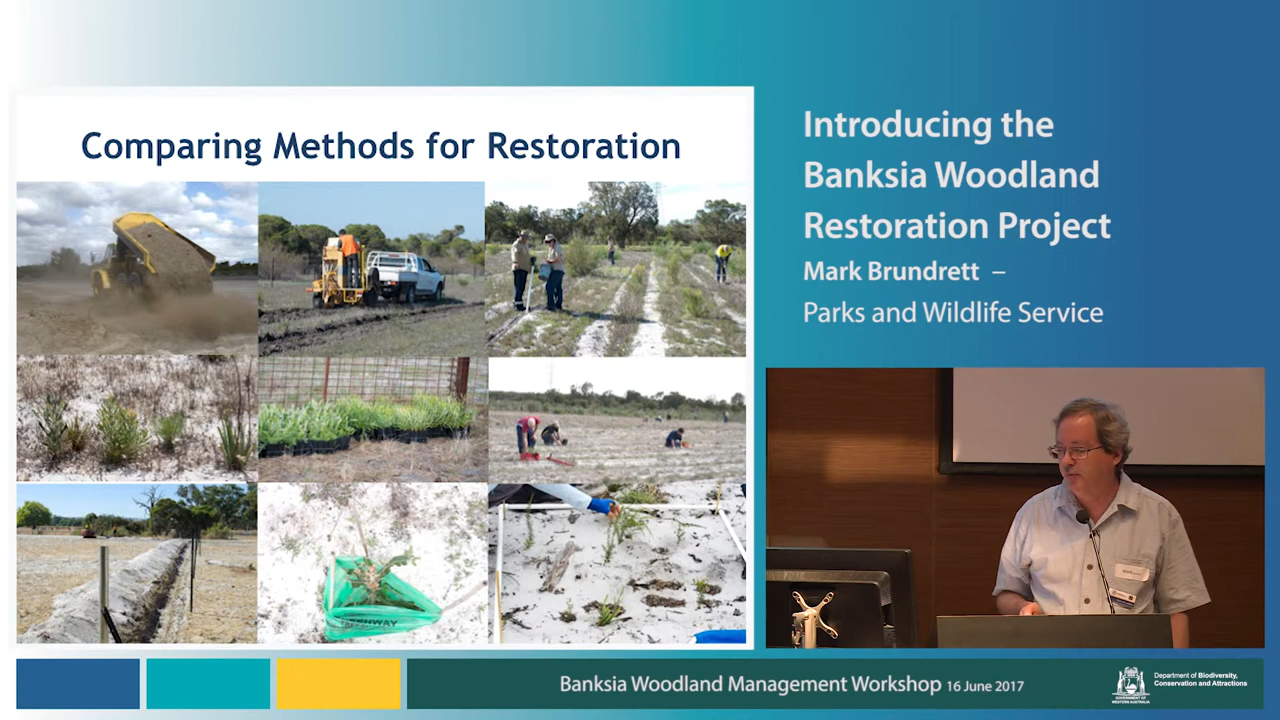 Comparing Methods for Restoration
Introducing the
Banksia Woodland
Restoration Project
Mark Brundrett –
Parks and Wildlife Service
Banksia Woodland Management Workshop 16 June 2017
GOVERNMENT OF
WESTERN AUSTRALIA
Department of Biodiversity,
Conservation and Attractions